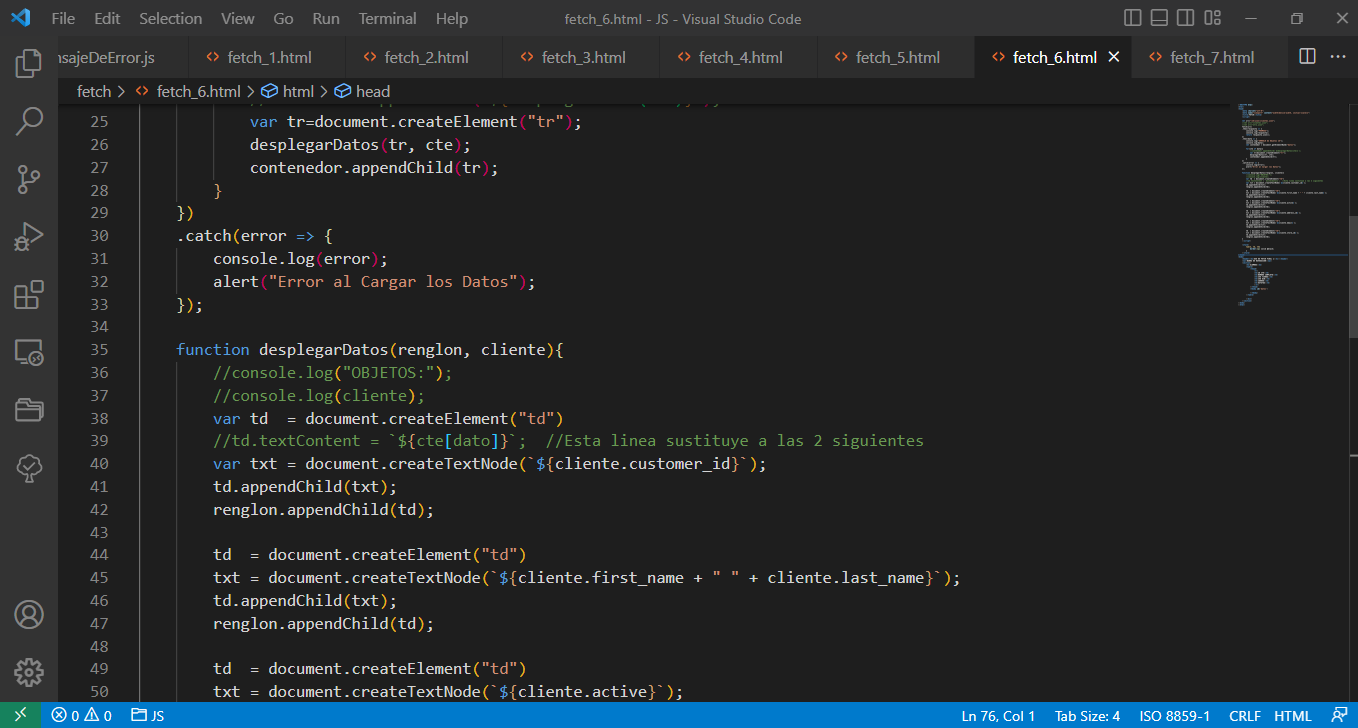 File Edit Selection View Go Run Terminal Help fetch_6.html - JS - Visual Studio Code
nsajeDeError.js fetch_1.html fetch_2.html fetch_3.html fetch_4.html fetch_5.html fetch_6.html fetch_7.html
fetch > fetch_6.html > html > head
25 var tr=document.createElement("tr");
26 desplegarDatos(tr, cte);
27 contenedor.appendChild(tr);
28 }
29 })
30 .catch(error => {
31 console.log(error);
32 alert("Error al Cargar los Datos");
33 });
34
35 function desplegarDatos(renglon, cliente){
36 //console.log("OBJETOS:");
37 //console.log(cliente);
38 var td  = document.createElement("td")
39 //td.textContent = `${cte[dato]}`;  //Esta linea sustituye a las 2 siguientes
40 var txt = document.createTextNode(`${cliente.customer_id}`);
41 td.appendChild(txt);
42 renglon.appendChild(td);
43
44 td  = document.createElement("td")
45 txt = document.createTextNode(`${cliente.first_name + " " + cliente.last_name}`);
46 td.appendChild(txt);
47 renglon.appendChild(td);
48
49 td  = document.createElement("td")
50 txt = document.createTextNode(`${cliente.active}`);
0 0 JS Ln 76, Col 1 Tab Size: 4 ISO 8859-1 CRLF HTML